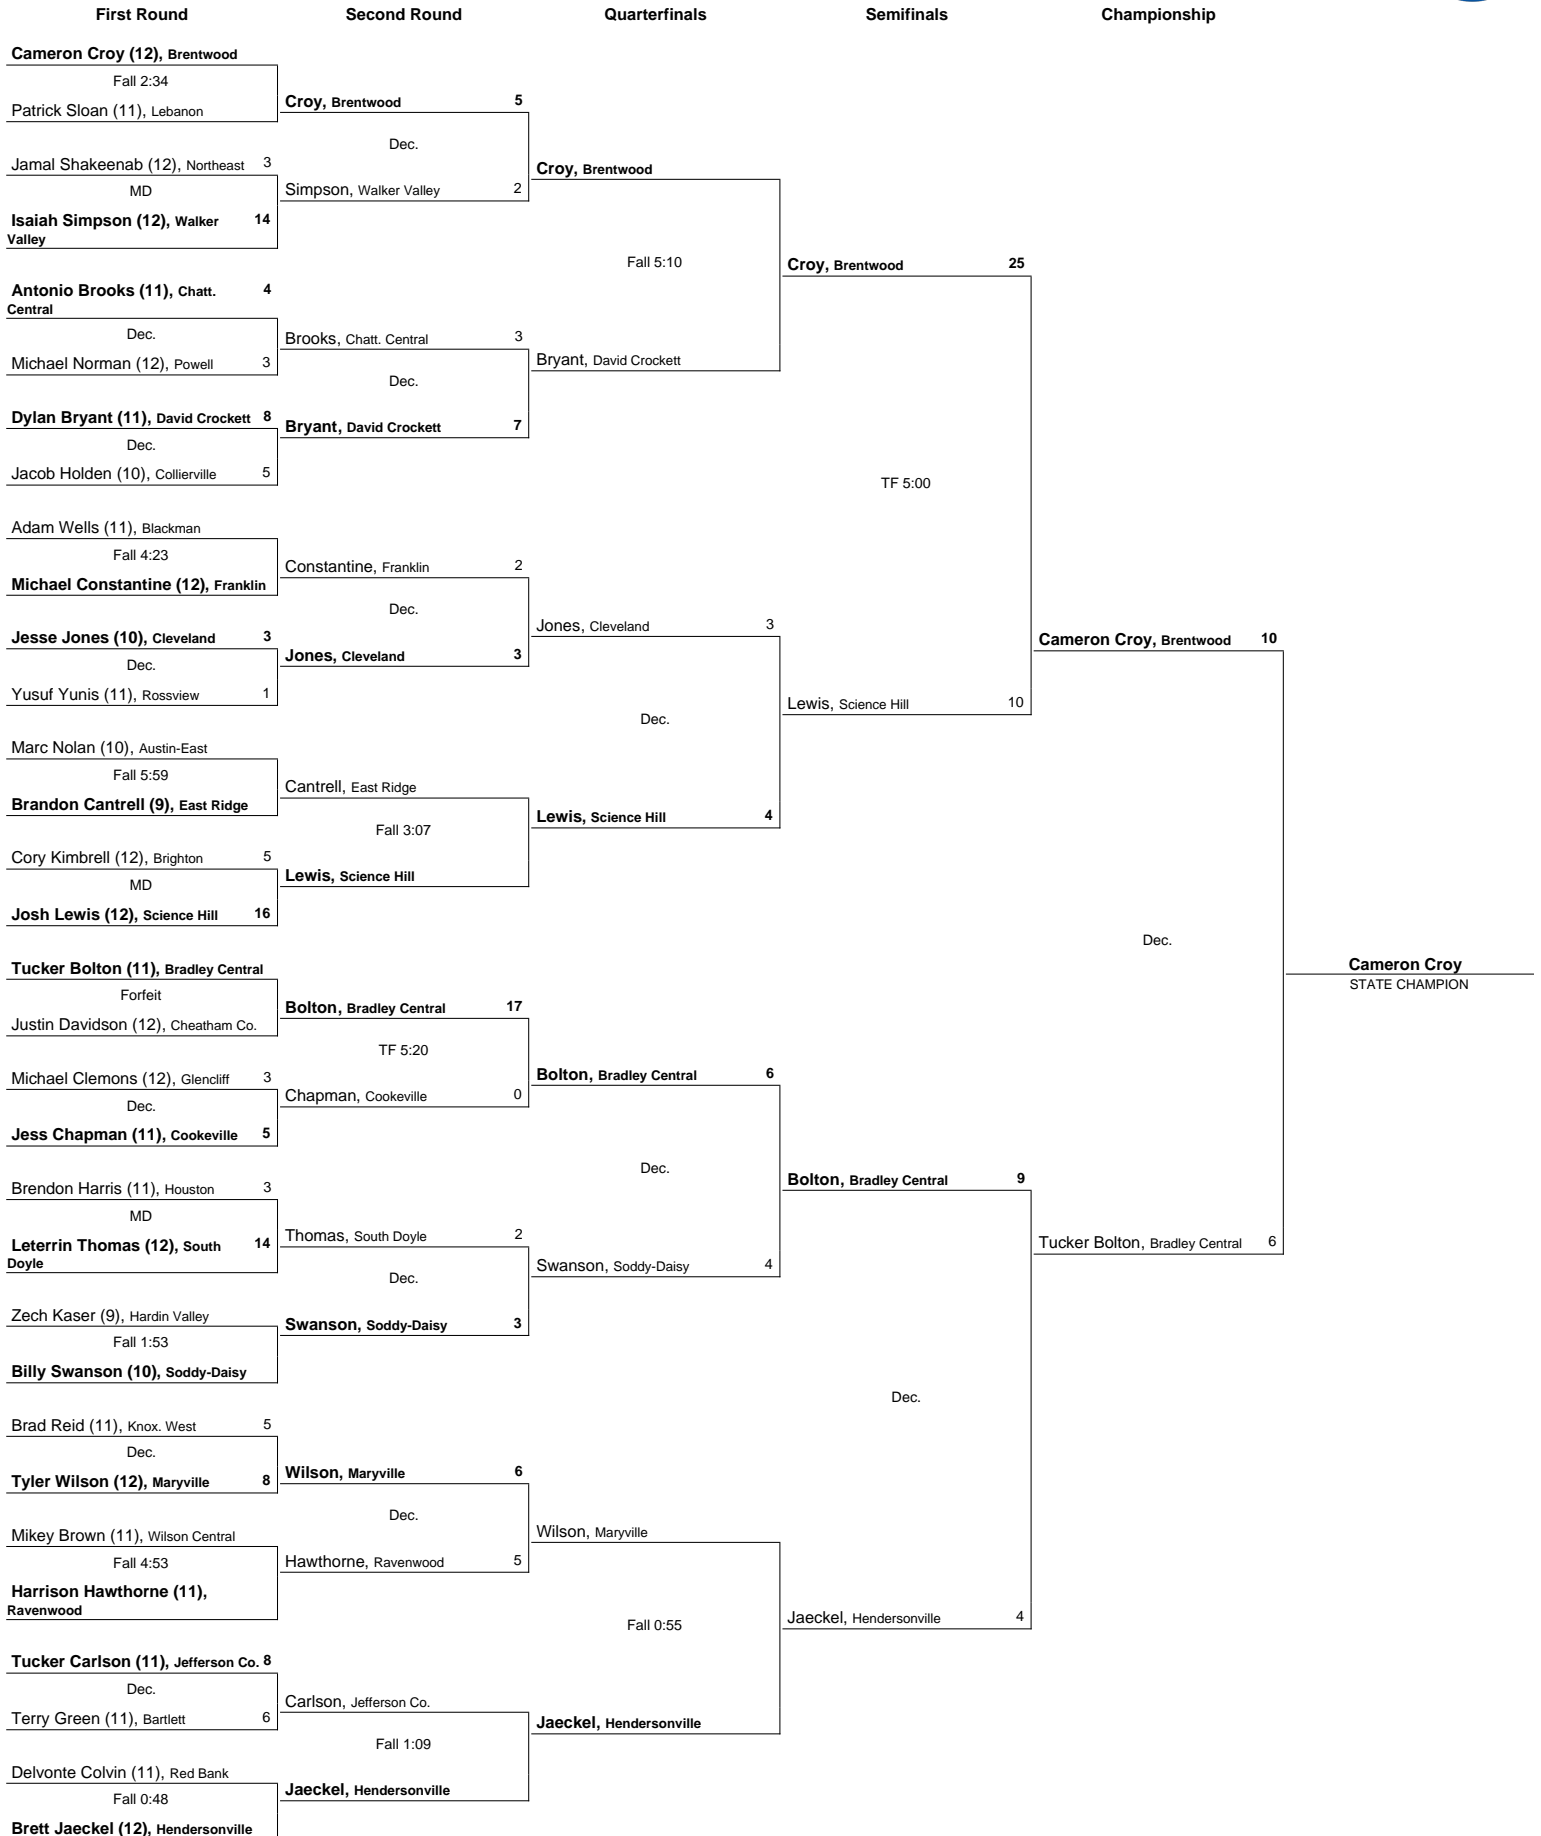 First Round
Second Round
Quarterfinals
Semifinals
Championship
Cameron Croy (12), Brentwood
Fall 2:34
Patrick Sloan (11), Lebanon
Jamal Shakeenab (12), Northeast 3
MD
Isaiah Simpson (12), Walker 14
Valley
Antonio Brooks (11), Chatt. 4
Central
Dec.
Michael Norman (12), Powell 3
Dylan Bryant (11), David Crockett 8
Dec.
Jacob Holden (10), Collierville 5
Adam Wells (11), Blackman
Fall 4:23
Michael Constantine (12), Franklin
Jesse Jones (10), Cleveland 3
Dec.
Yusuf Yunis (11), Rossview 1
Marc Nolan (10), Austin-East
Fall 5:59
Brandon Cantrell (9), East Ridge
Cory Kimbrell (12), Brighton 5
MD
Josh Lewis (12), Science Hill 16
Tucker Bolton (11), Bradley Central
Forfeit
Justin Davidson (12), Cheatham Co.
Michael Clemons (12), Glencliff 3
Dec.
Jess Chapman (11), Cookeville 5
Brendon Harris (11), Houston 3
MD
Leterrin Thomas (12), South 14
Doyle
Zech Kaser (9), Hardin Valley
Fall 1:53
Billy Swanson (10), Soddy-Daisy
Brad Reid (11), Knox. West 5
Dec.
Tyler Wilson (12), Maryville 8
Mikey Brown (11), Wilson Central
Fall 4:53
Harrison Hawthorne (11),
Ravenwood
Tucker Carlson (11), Jefferson Co. 8
Dec.
Terry Green (11), Bartlett 6
Delvonte Colvin (11), Red Bank
Fall 0:48
Brett Jaeckel (12), Hendersonville
Croy, Brentwood 5
Dec.
Simpson, Walker Valley 2
Brooks, Chatt. Central 3
Dec.
Bryant, David Crockett 7
Constantine, Franklin 2
Dec.
Jones, Cleveland 3
Cantrell, East Ridge
Fall 3:07
Lewis, Science Hill
Bolton, Bradley Central 17
TF 5:20
Chapman, Cookeville 0
Thomas, South Doyle 2
Dec.
Swanson, Soddy-Daisy 3
Wilson, Maryville 6
Dec.
Hawthorne, Ravenwood 5
Carlson, Jefferson Co.
Fall 1:09
Jaeckel, Hendersonville
Croy, Brentwood
Fall 5:10
Bryant, David Crockett
Jones, Cleveland 3
Dec.
Lewis, Science Hill 4
Bolton, Bradley Central 6
Dec.
Swanson, Soddy-Daisy 4
Wilson, Maryville
Fall 0:55
Jaeckel, Hendersonville
Croy, Brentwood 25
TF 5:00
Lewis, Science Hill 10
Bolton, Bradley Central 9
Dec.
Jaeckel, Hendersonville 4
Cameron Croy, Brentwood 10
Dec.
Tucker Bolton, Bradley Central 6
Cameron Croy
STATE CHAMPION